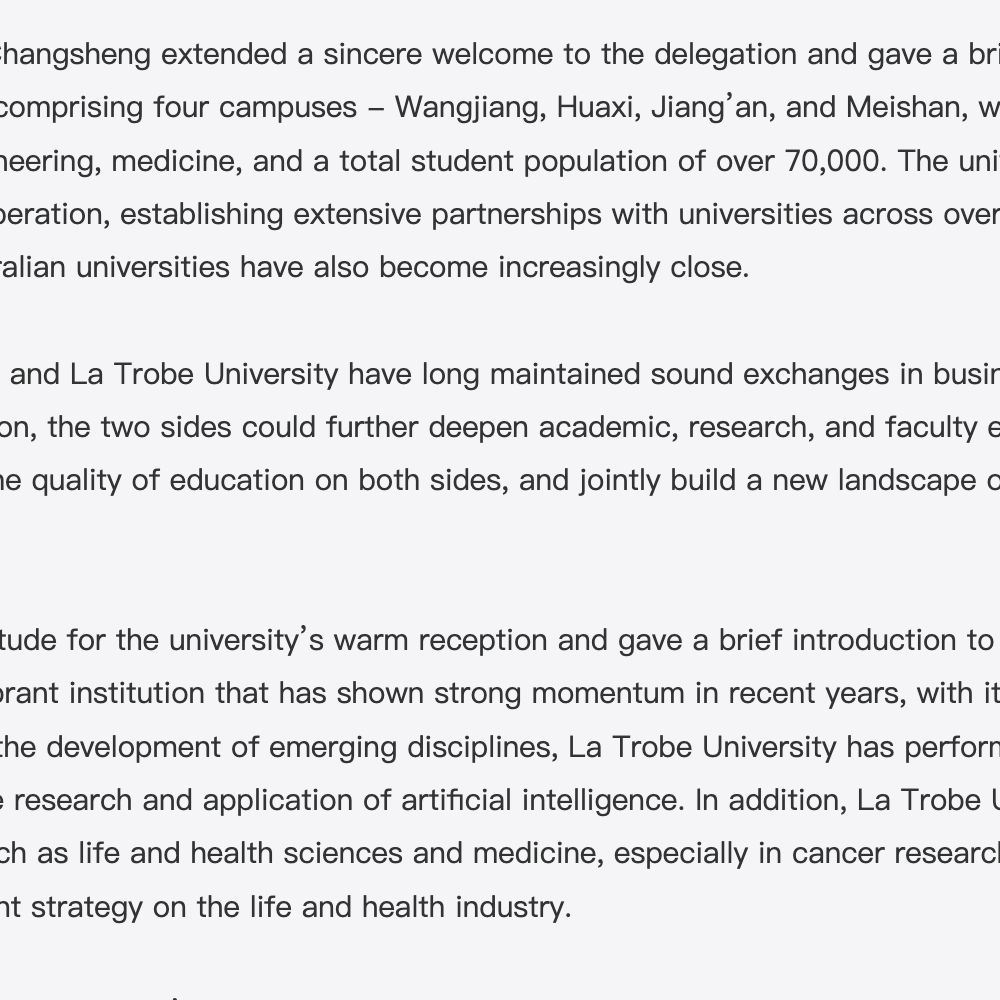 Changsheng extended a sincere welcome to the delegation and gave a bri
comprising four campuses – Wangjiang, Huaxi, Jiang’an, and Meishan, w
neering, medicine, and a total student population of over 70,000. The uni
peration, establishing extensive partnerships with universities across over
ralian universities have also become increasingly close.
and La Trobe University have long maintained sound exchanges in busin
on, the two sides could further deepen academic, research, and faculty e
he quality of education on both sides, and jointly build a new landscape o
tude for the university’s warm reception and gave a brief introduction to
brant institution that has shown strong momentum in recent years, with it
the development of emerging disciplines, La Trobe University has perform
e research and application of artificial intelligence. In addition, La Trobe U
ch as life and health sciences and medicine, especially in cancer research
nt strategy on the life and health industry.